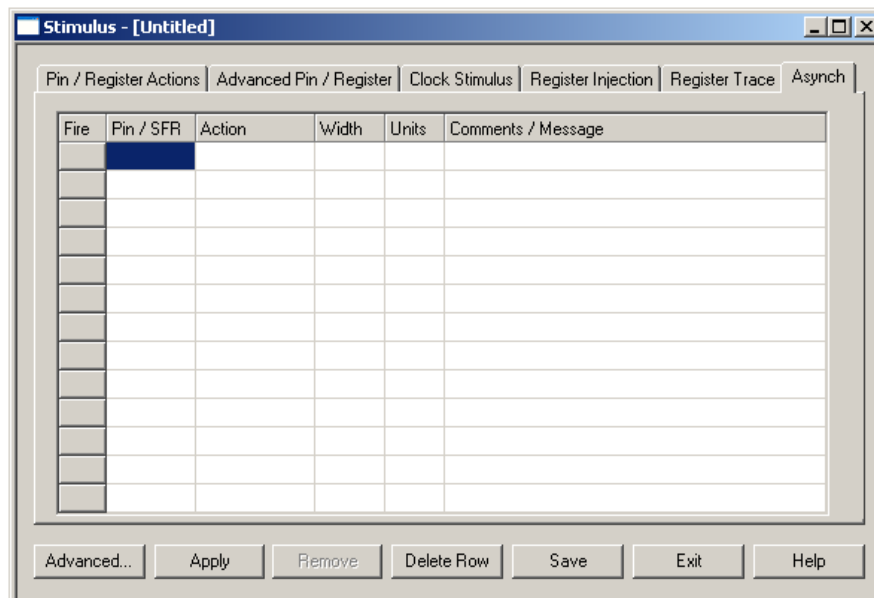 Stimulus - [Untitled]
Pin / Register Actions Advanced Pin / Register Clock Stimulus Register Injection Register Trace Asynch
Fire Pin / SFR Action Width Units Comments / Message
Advanced... Apply Remove Delete Row Save Exit Help